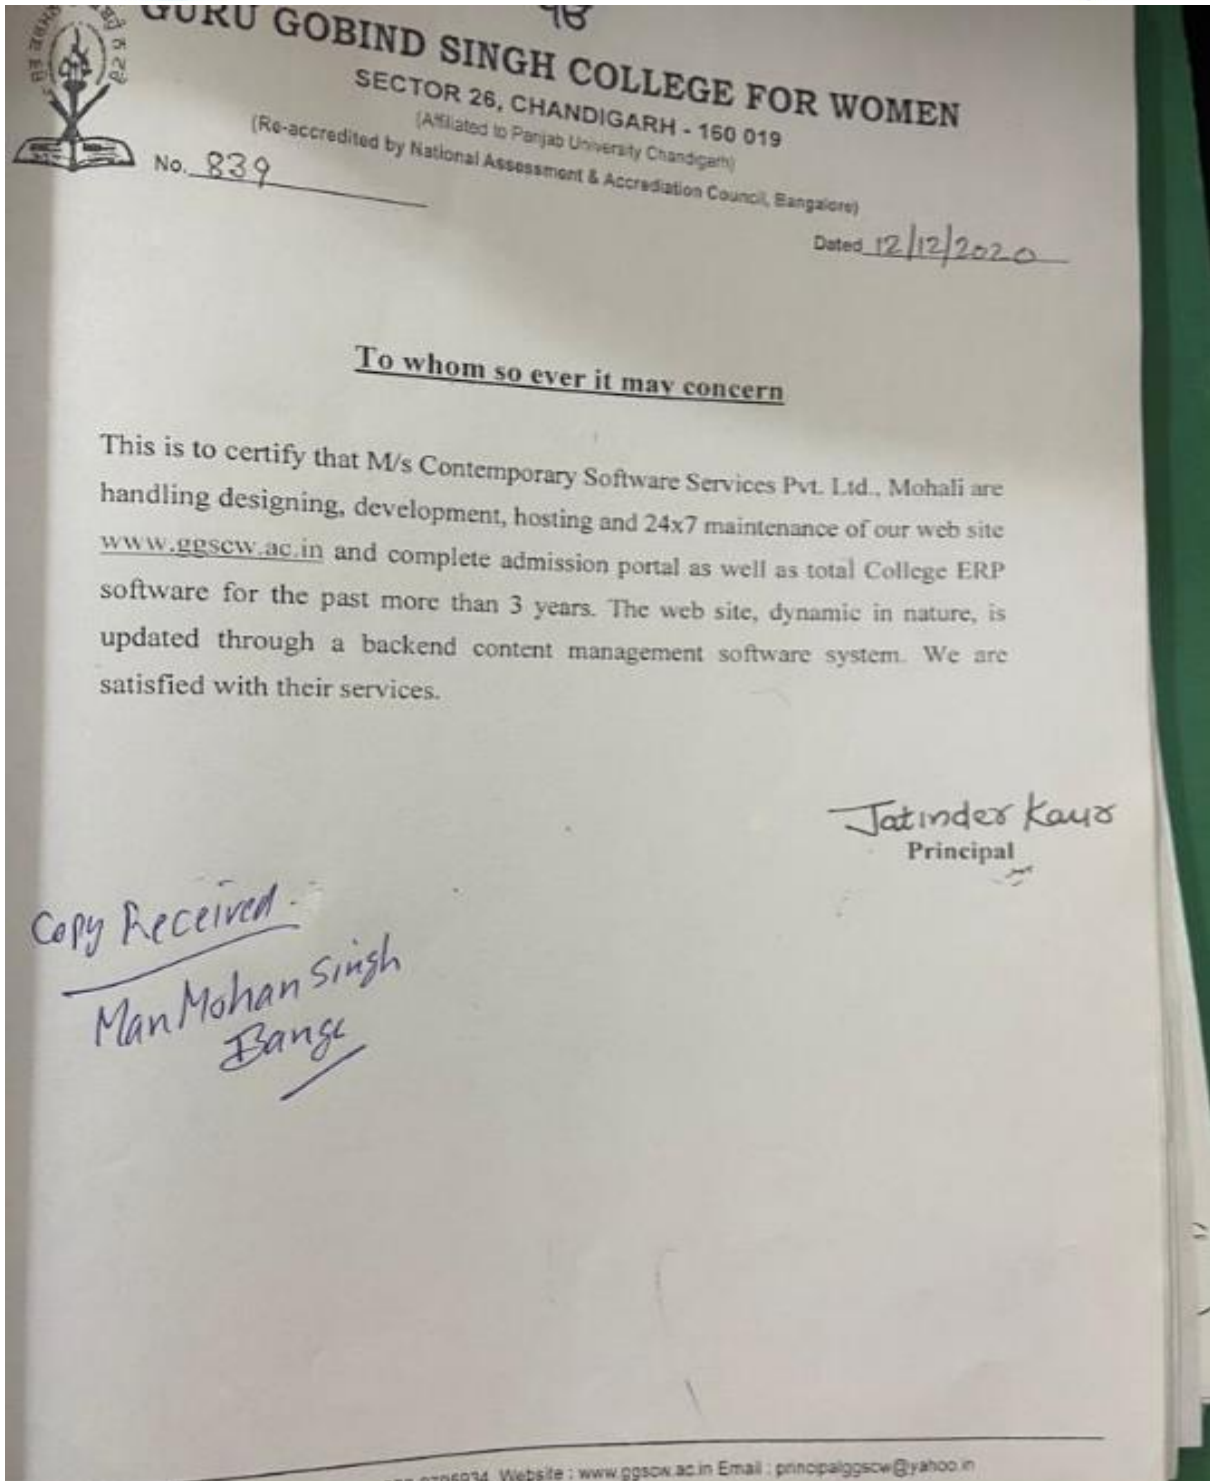 ੴ
GURU GOBIND SINGH COLLEGE FOR WOMEN
SECTOR 26, CHANDIGARH - 160 019
(Affiliated to Panjab University Chandigarh)
(Re-accredited by National Assessment & Accrediation Council, Bangalore)
No. 839
Dated 12/12/2020
To whom so ever it may concern
This is to certify that M/s Contemporary Software Services Pvt. Ltd., Mohali are
handling designing, development, hosting and 24x7 maintenance of our web site
www.ggscw.ac.in and complete admission portal as well as total College ERP
software for the past more than 3 years. The web site, dynamic in nature, is
updated through a backend content management software system. We are
satisfied with their services.
Jatinder Kaur
Principal
Copy Received.
Man Mohan Singh
Website : www.ggscw.ac.in Email : principalggscw@yahoo.in